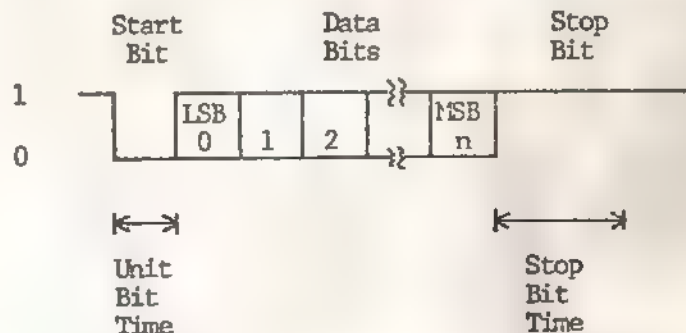 Start Data Stop
Bit Bits Bit
1
LSB MSB
0 1 2 n
0
Unit Stop
Bit Bit
Time Time